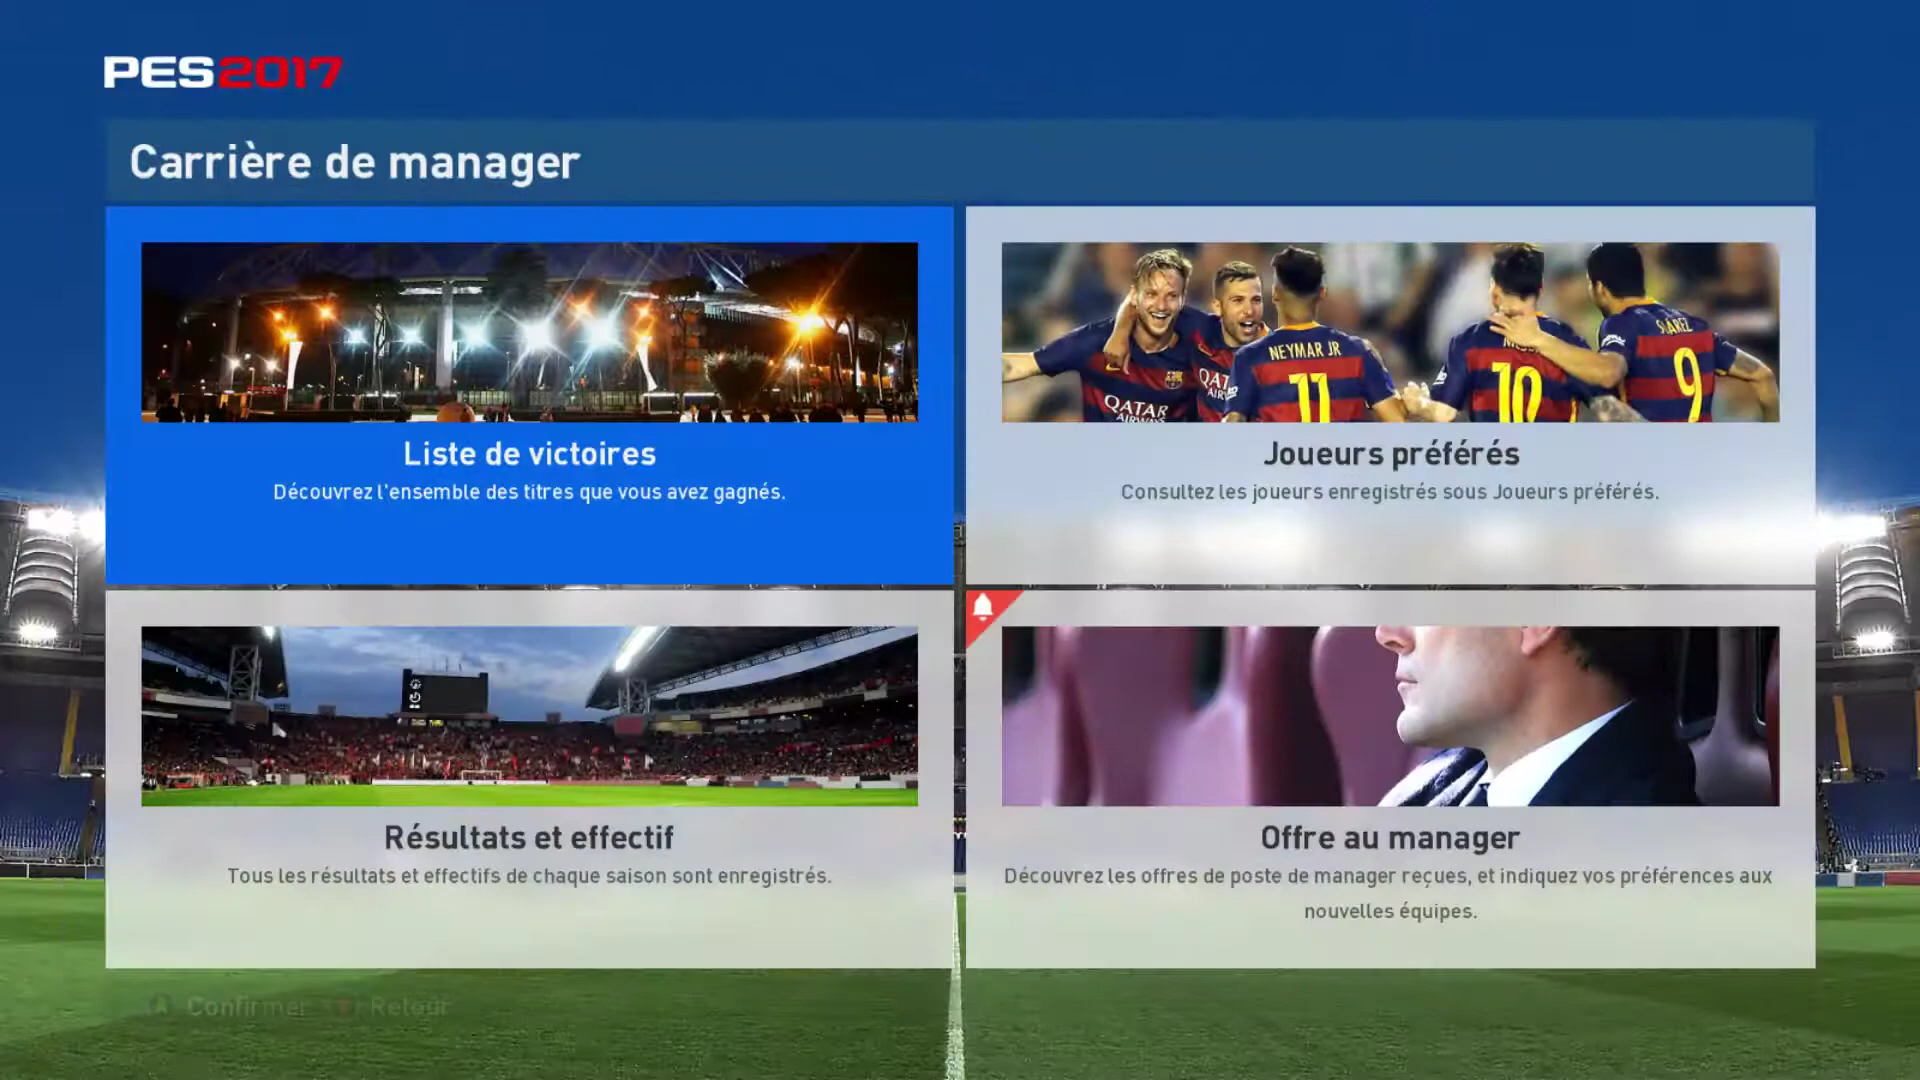 PES2017
Carrière de manager
NEYMAR JR
11
10
SUAREZ
9
QATAR
AIRWAYS
QATAR
Liste de victoires
Découvrez l'ensemble des titres que vous avez gagnés.
Joueurs préférés
Consultez les joueurs enregistrés sous Joueurs préférés.
Résultats et effectif
Tous les résultats et effectifs de chaque saison sont enregistrés.
Offre au manager
Découvrez les offres de poste de manager reçues, et indiquez vos préférences aux
nouvelles équipes.
A Confirmer Retour